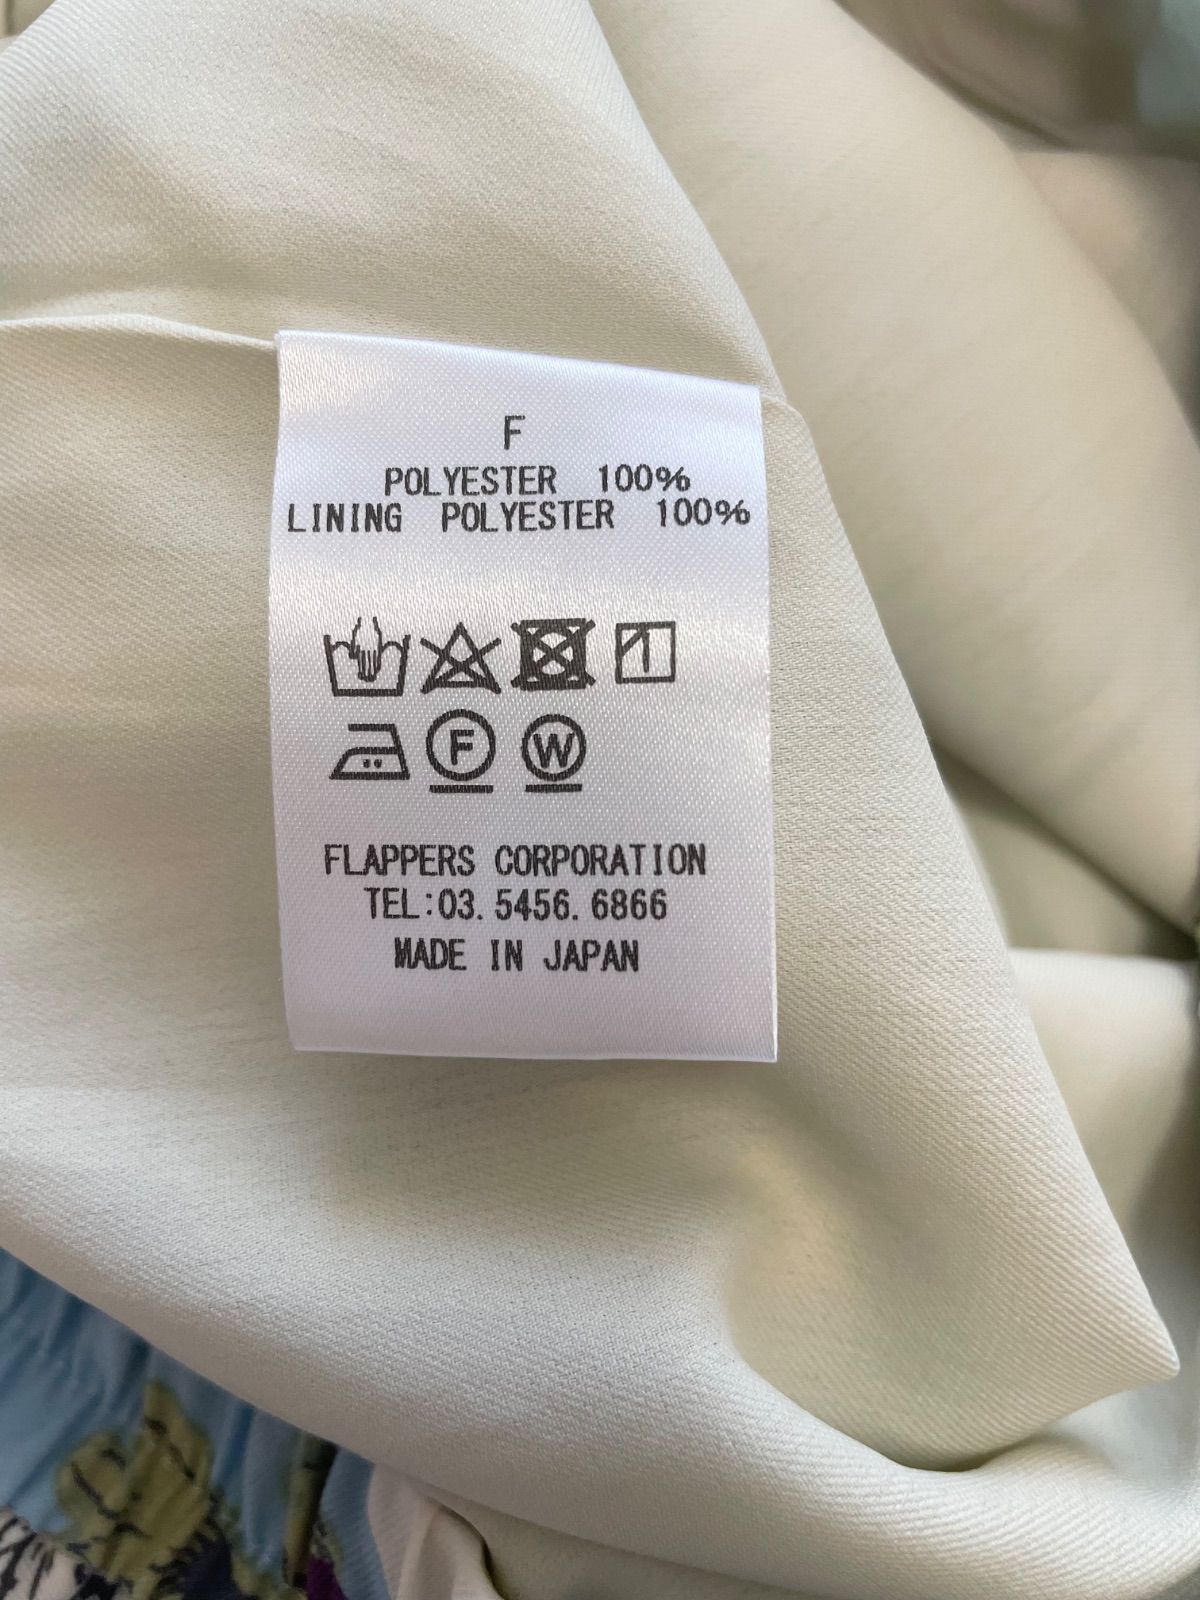 F
POLYESTER 100%
LINING POLYESTER 100%
F W
FLAPPERS CORPORATION
TEL:03.5456.6866
MADE IN JAPAN